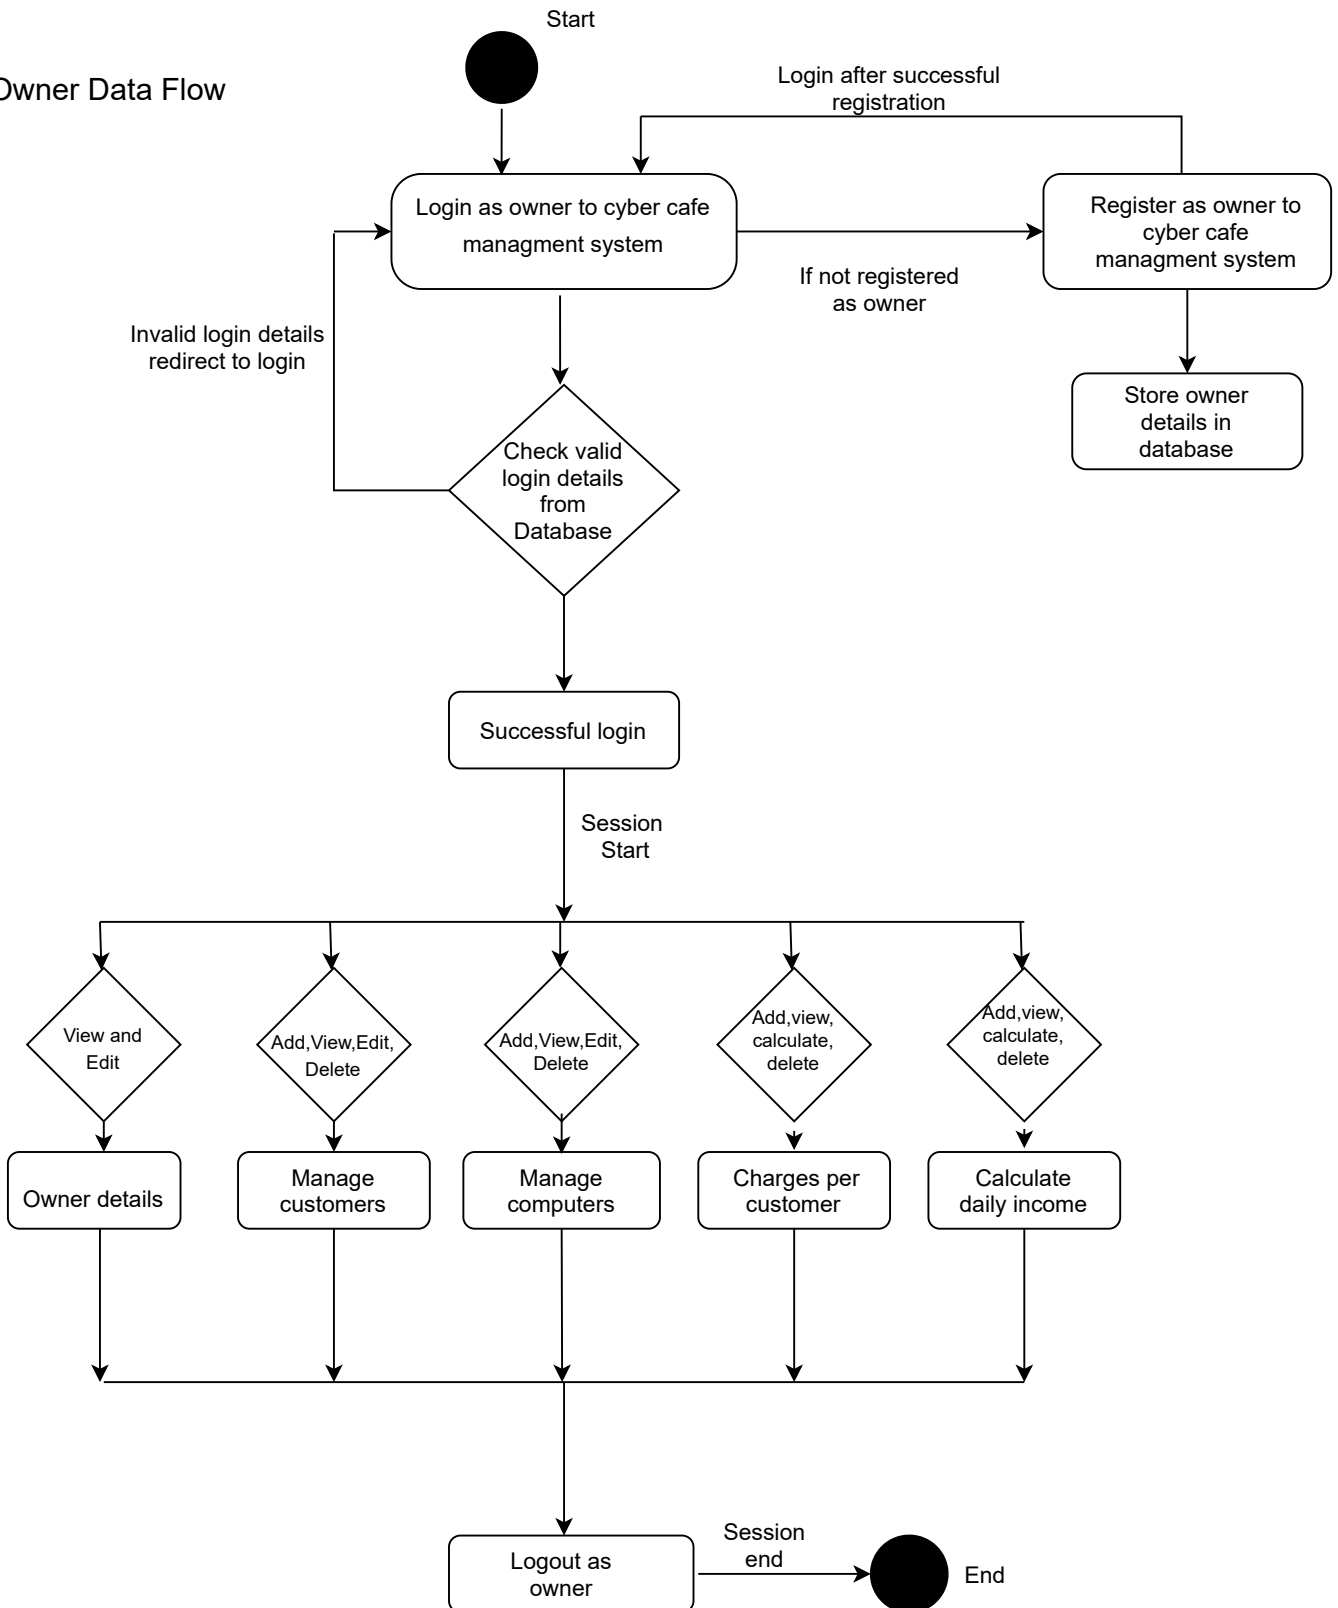 Start
Owner Data Flow
Login after successful
registration
Login as owner to cyber cafe
managment system
Register as owner to
cyber cafe
managment system
If not registered
as owner
Invalid login details
redirect to login
Store owner
details in
database
Check valid
login details
from
Database
Successful login
Session
Start
View and
Edit
Add,View,Edit,
Delete
Add,View,Edit,
Delete
Add,view,
calculate,
delete
Add,view,
calculate,
delete
Owner details
Manage
customers
Manage
computers
Charges per
customer
Calculate
daily income
Session
end
Logout as
owner
End